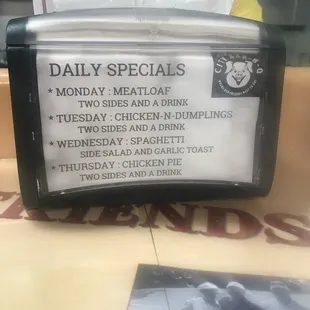 DAILY SPECIALS
* MONDAY : MEATLOAF
TWO SIDES AND A DRINK
* TUESDAY : CHICKEN-N-DUMPLINGS
TWO SIDES AND A DRINK
* WEDNESDAY : SPAGHETTI
SIDE SALAD AND GARLIC TOAST
* THURSDAY : CHICKEN PIE
TWO SIDES AND A DRINK
FRIENDS